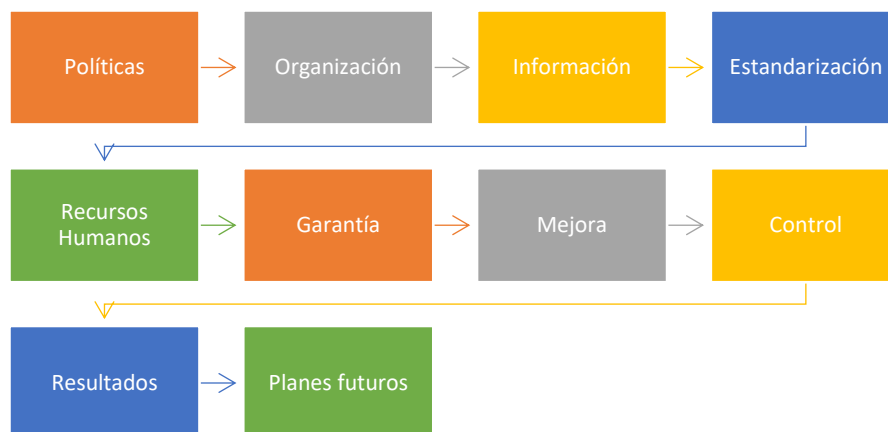 Políticas
Organización
Información
Estandarización
Recursos
Humanos
Garantía
Mejora
Control
Resultados
Planes futuros